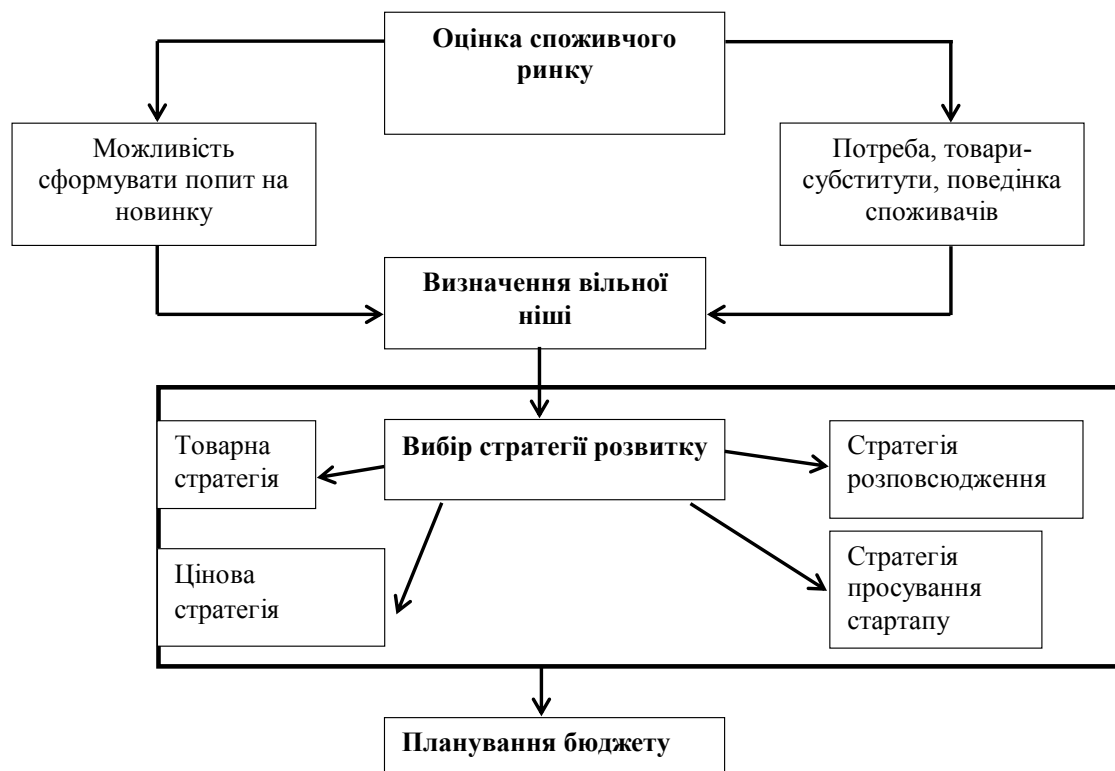 Оцінка споживчого
ринку
Можливість
сформувати попит на
новинку
Потреба, товари-
субститути, поведінка
споживачів
Визначення вільної
ніші
Вибір стратегії розвитку
Товарна
стратегія
Стратегія
розповсюдження
Цінова
стратегія
Стратегія
просування
стартапу
Планування бюджету